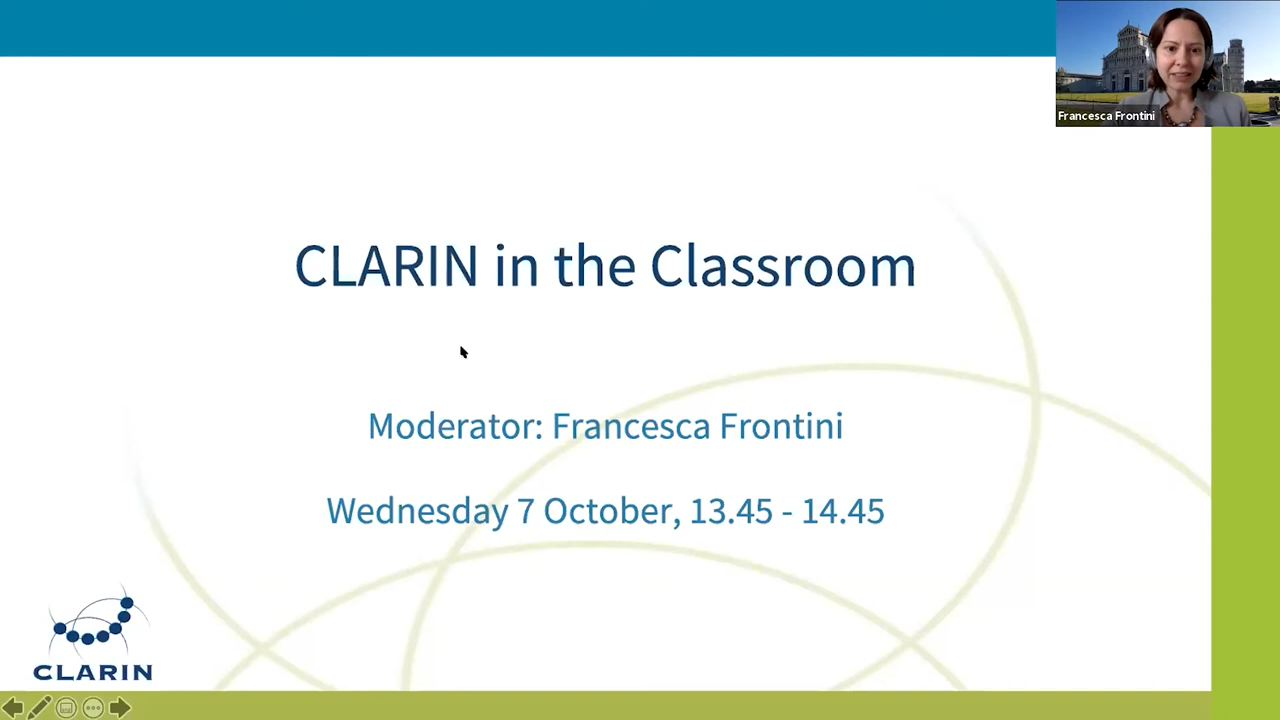 Francesca Frontini
CLARIN in the Classroom
Moderator: Francesca Frontini
Wednesday 7 October, 13.45 - 14.45
CLARIN